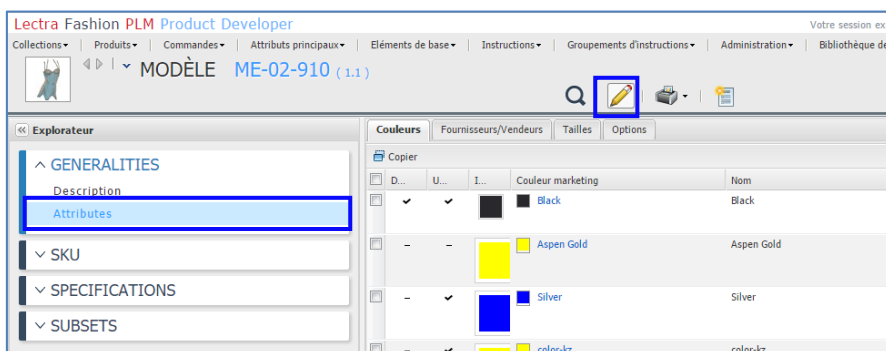 Lectra Fashion PLM Product Developer Votre session ex
Collections Produits Commandes Attributs principaux Eléments de base Instructions Groupements d'instructions Administration Bibliothèque de
MODÈLE ME-02-910 ( 1.1 )
Explorateur
GENERALITIES
Description
Attributes
SKU
SPECIFICATIONS
SUBSETS
Couleurs Fournisseurs/Vendeurs Tailles Options
Copier
D... U... I... Couleur marketing Nom
Black Black
Aspen Gold Aspen Gold
Silver Silver
color-kz color-kz